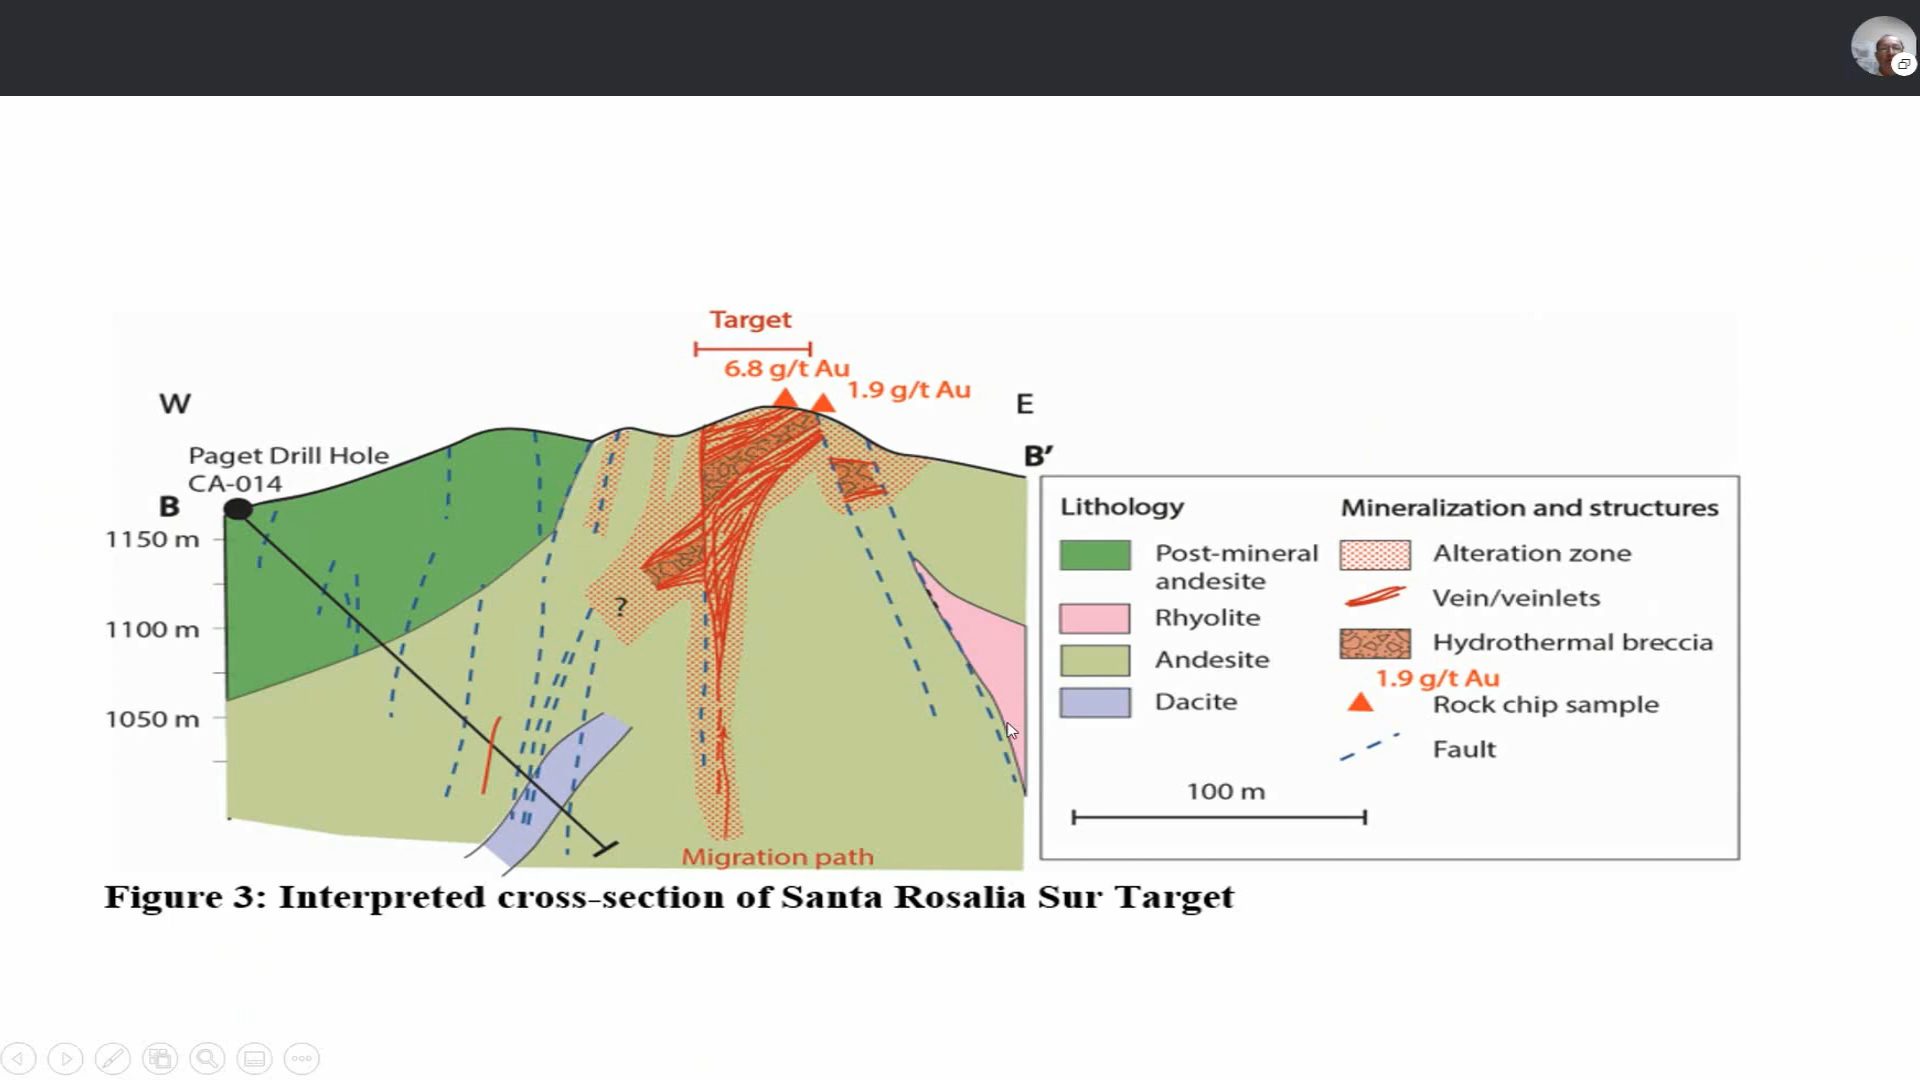 Target
6.8 g/t Au
1.9 g/t Au
W
E
Paget Drill Hole
CA-014
B
B′
1150 m
1100 m
1050 m
?
Migration path
Lithology
Post-mineral
andesite
Rhyolite
Andesite
Dacite
Mineralization and structures
Alteration zone
Vein/veinlets
Hydrothermal breccia
1.9 g/t Au
Rock chip sample
Fault
100 m
Figure 3: Interpreted cross-section of Santa Rosalia Sur Target